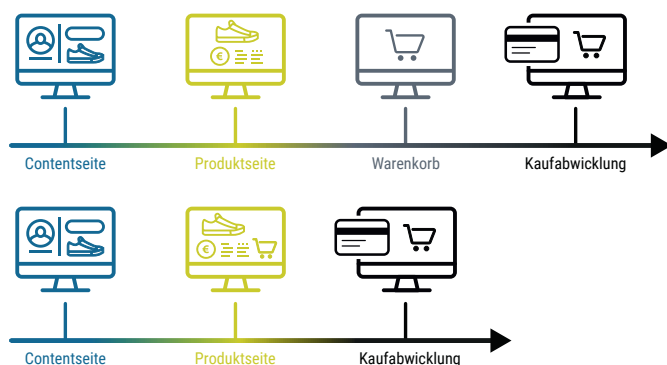 €
Contentseite Produktseite Warenkorb Kaufabwicklung
€
Contentseite Produktseite Kaufabwicklung